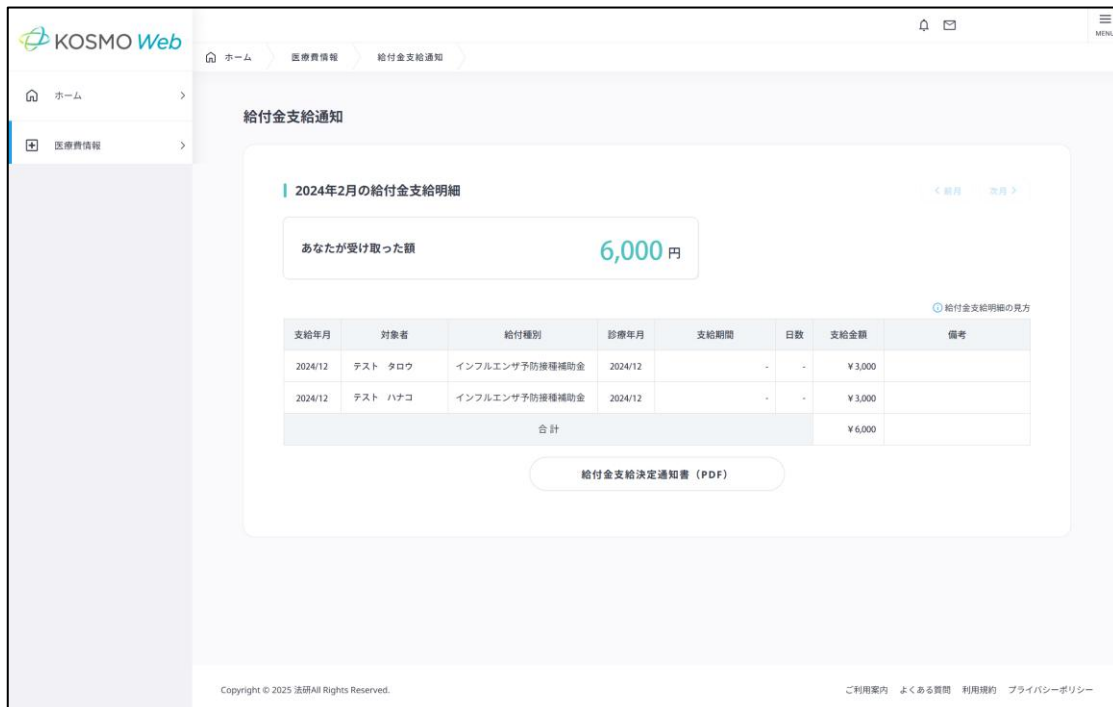 KOSMO Web
MENU
ホーム 医療費情報 給付金支給通知
ホーム
医療費情報
給付金支給通知
2024年2月の給付金支給明細
前月 次月
あなたが受け取った額 6,000 円
給付金支給明細の見方
支給年月 対象者 給付種別 診療年月 支給期間 日数 支給金額 備考
2024/12 テスト タロウ インフルエンザ予防接種補助金 2024/12 - - ¥3,000
2024/12 テスト ハナコ インフルエンザ予防接種補助金 2024/12 - - ¥3,000
合計 ¥6,000
給付金支給決定通知書（PDF）
Copyright © 2025 法研All Rights Reserved.
ご利用案内 よくある質問 利用規約 プライバシーポリシー